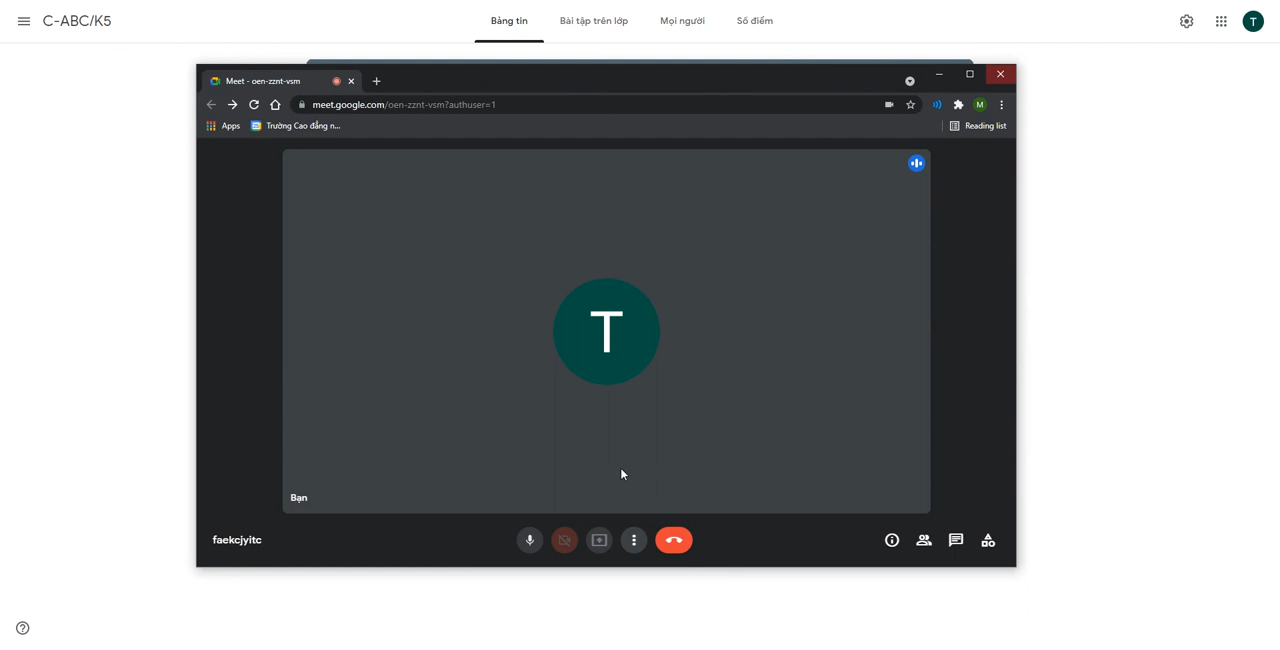 C-ABC/K5
Bảng tin
Bài tập trên lớp
Mọi người
Số điểm
T
Meet - oen-zznt-vsm
meet.google.com/oen-zznt-vsm?authuser=1
M
Apps
Trường Cao đẳng n...
Reading list
T
Bạn
faekcjyitc